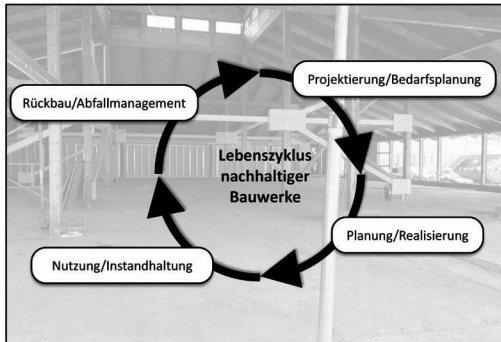 Projektierung/Bedarfsplanung
Rückbau/Abfallmanagement
Lebenszyklus
nachhaltiger
Bauwerke
Planung/Realisierung
Nutzung/Instandhaltung